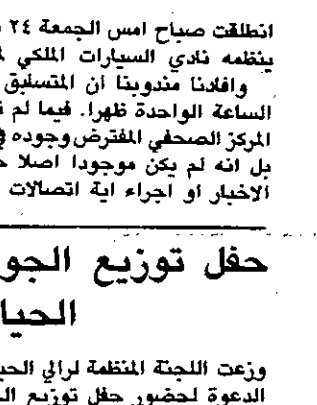 انطلقت صباح امس الجمعة ٢٤
ينظمه نادي السيارات الملكي
وافادنا مندوبنا ان المتسابق
الساعة الواحدة ظهرا. فيما لم
المركز الصحفي المفترض وجوده
بل انه لم يكن موجودا اصلا
الاخبار او اجراء اية اتصالات
حفل توزيع الجو
الحيا
وزعت اللجنة المنظمة لرالي الحيا
الدعوة لحضور حفل توزيع ال